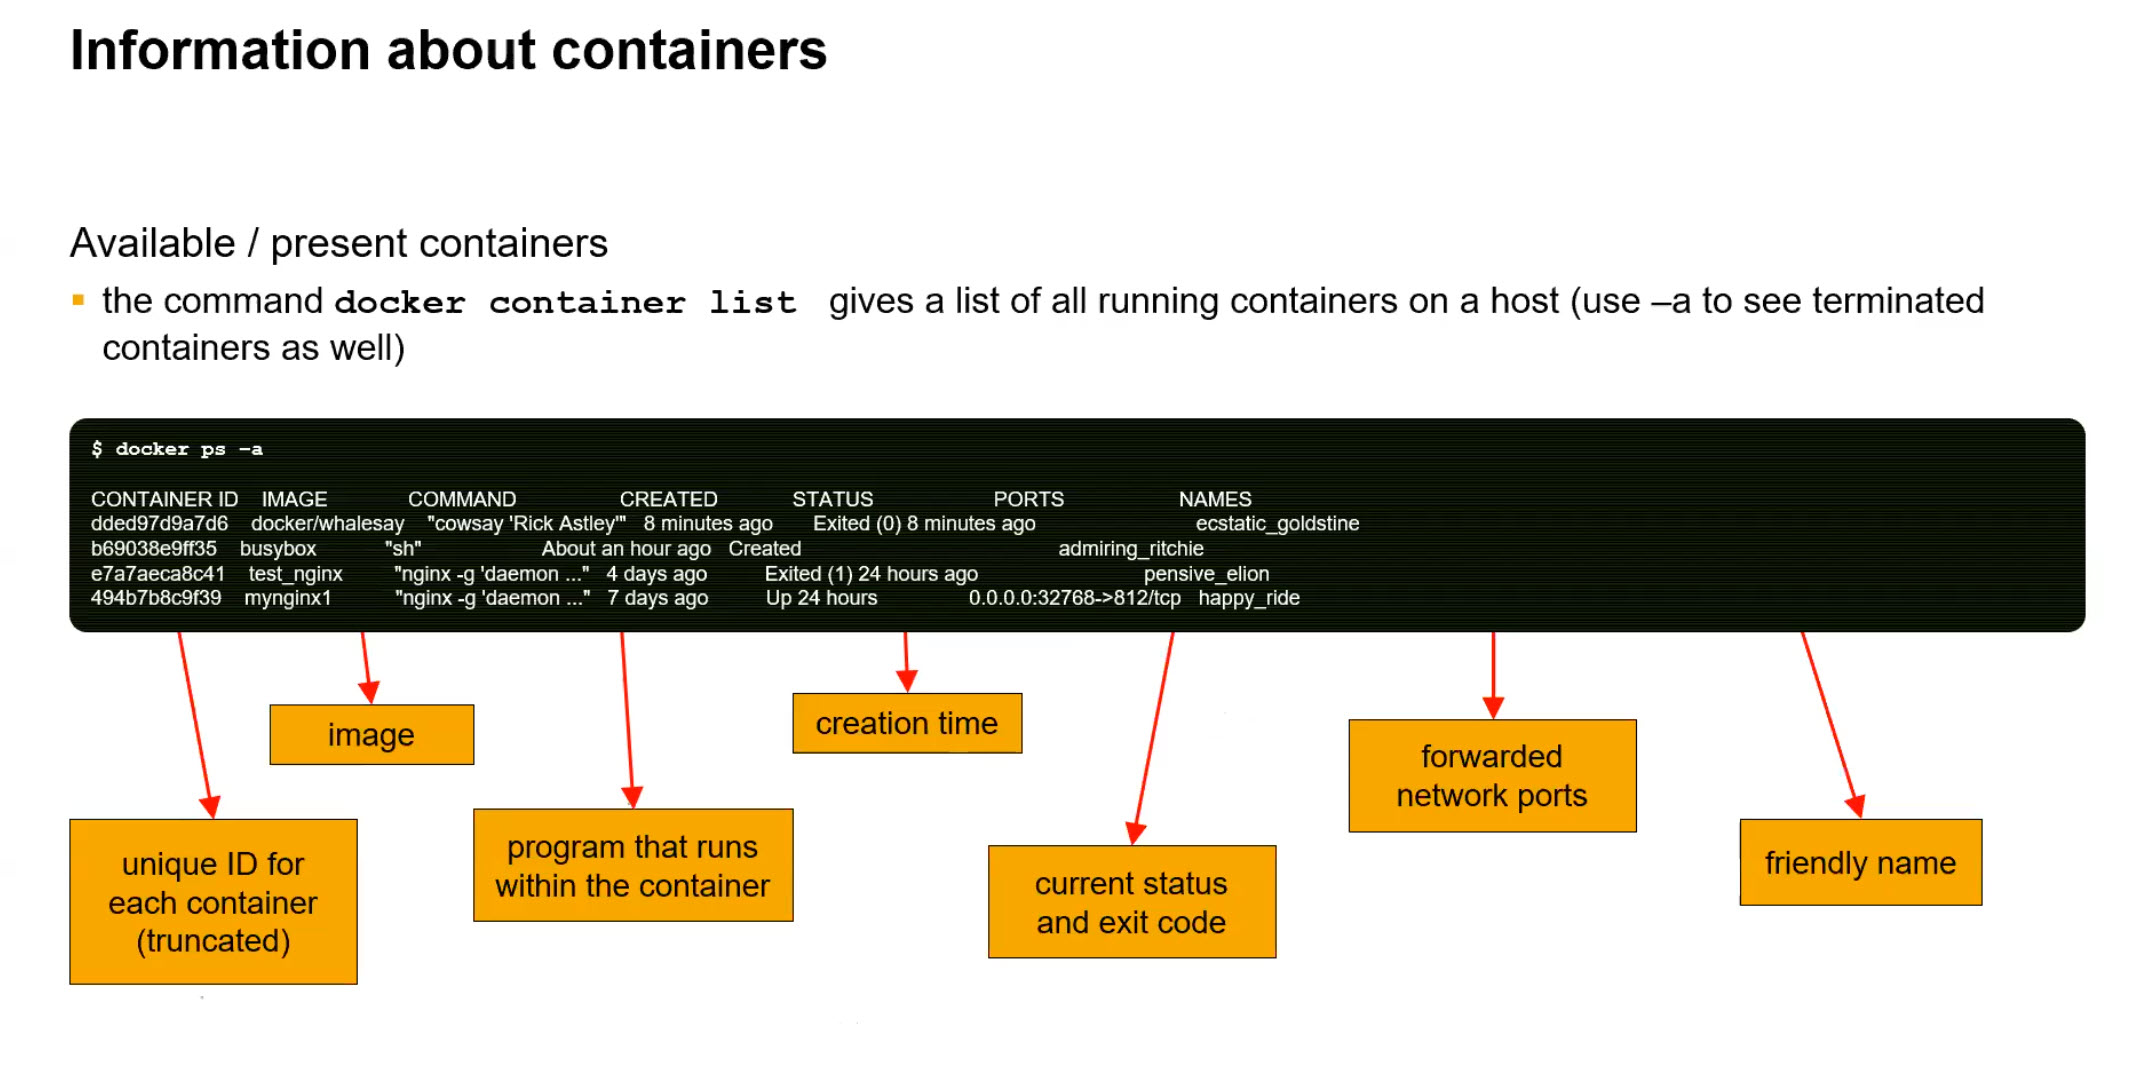 Information about containers
Available / present containers
▪ the command docker container list gives a list of all running containers on a host (use –a to see terminated
containers as well)
$ docker ps –a
CONTAINER ID IMAGE COMMAND CREATED STATUS PORTS NAMES
dded97d9a7d6 docker/whalesay "cowsay 'Rick Astley'" 8 minutes ago Exited (0) 8 minutes ago ecstatic_goldstine
b69038e9ff35 busybox "sh" About an hour ago Created admiring_ritchie
e7a7aeca8c41 test_nginx "nginx -g 'daemon ..." 4 days ago Exited (1) 24 hours ago pensive_elion
494b7b8c9f39 mynginx1 "nginx -g 'daemon ..." 7 days ago Up 24 hours 0.0.0.0:32768->812/tcp happy_ride
unique ID for
each container
(truncated)
image
program that runs
within the container
creation time
current status
and exit code
forwarded
network ports
friendly name